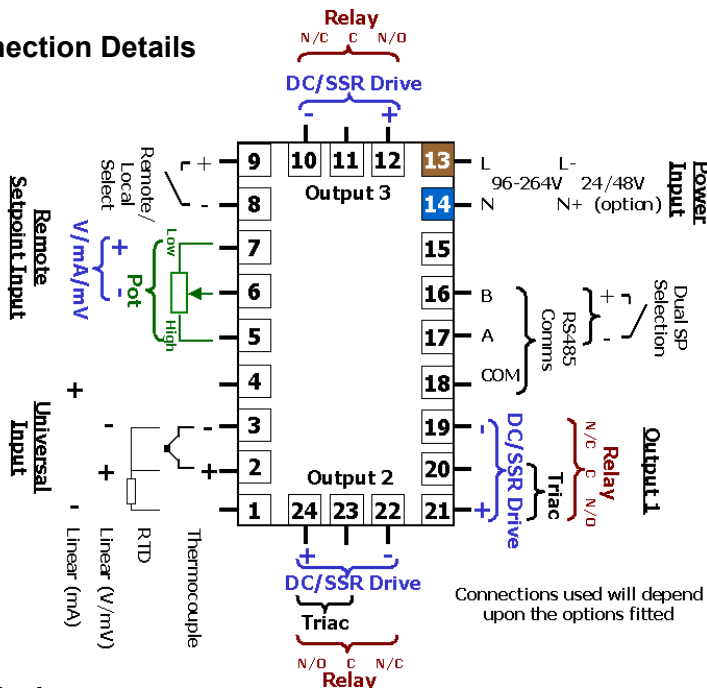 nection Details
Relay
N/C C N/O
DC/SSR Drive
- +
9 10 11 12 13
Output 3
8
7
6
5
4
3
2
1
14
15
16
17
18
19
20
21
Output 2
24 23 22
+ -
DC/SSR Drive
Triac
N/O C N/C
Relay
Remote/
Local
Select
+
-
Remote
Setpoint Input
V/mA/mV
+
-
Pot
Low
High
Universal
Input
+
-
Linear (mA)
-
+
Linear (V/mV)
RTD
-
+
Thermocouple
L L-
96-264V 24/48V
N N+ (option)
Power
Input
B
A
COM
RS485
Comms
+
-
Dual SP
Selection
-
+
DC/SSR Drive
Triac
N/C C N/O
Relay
Output 1
Connections used will depend
upon the options fitted